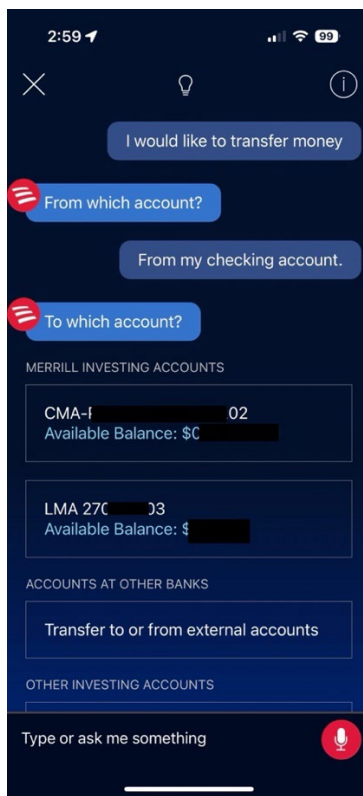 2:59
99
I would like to transfer money
From which account?
From my checking account.
To which account?
MERRILL INVESTING ACCOUNTS
CMA- 02
Available Balance: $0
LMA 270 03
Available Balance: $
ACCOUNTS AT OTHER BANKS
Transfer to or from external accounts
OTHER INVESTING ACCOUNTS
Type or ask me something